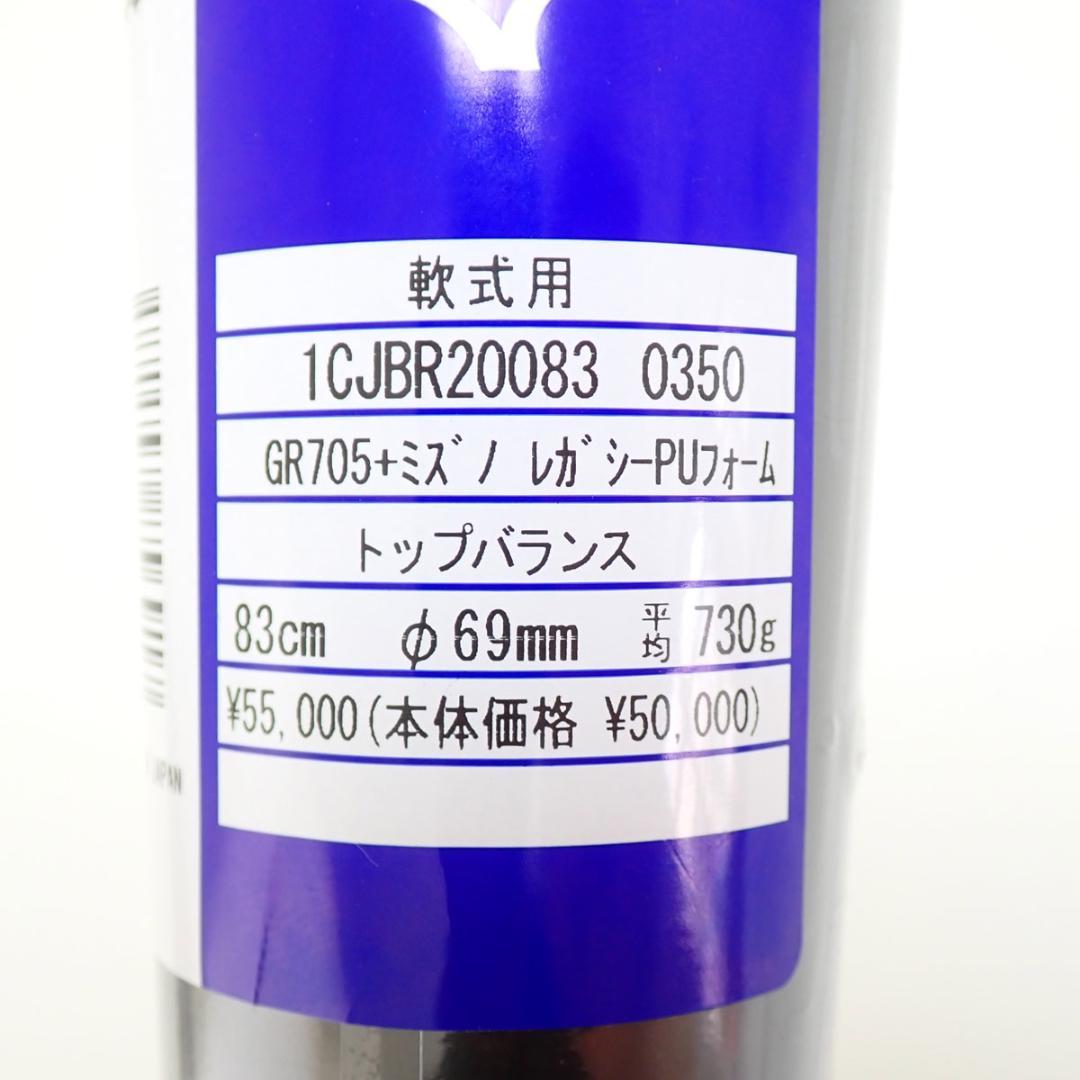 軟式用
1CJBR20083 0350
GR705+ミズノ レガシーPUフォーム
トップバランス
83cm φ69mm 平均 730g
¥55,000(本体価格 ¥50,000)
JAPAN